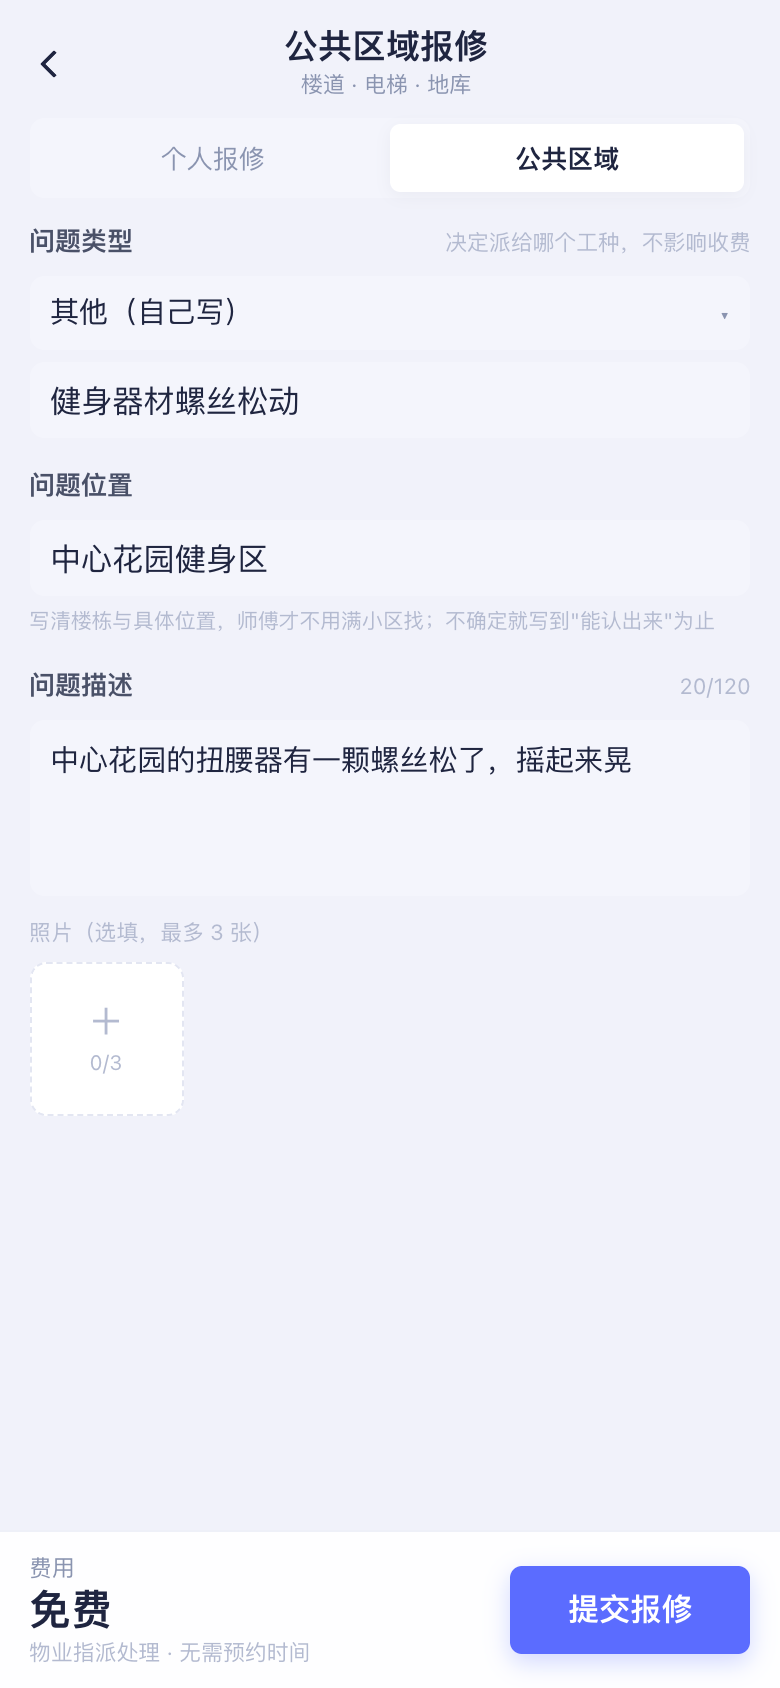 公共区域报修
楼道 · 电梯 · 地库
个人报修
公共区域
问题类型
决定派给哪个工种，不影响收费
其他（自己写）
健身器材螺丝松动
问题位置
中心花园健身区
写清楼栋与具体位置，师傅才不用满小区找；不确定就写到"能认出来"为止
问题描述
20/120
中心花园的扭腰器有一颗螺丝松了，摇起来晃
照片（选填，最多 3 张）
0/3
费用
免费
物业指派处理 · 无需预约时间
提交报修